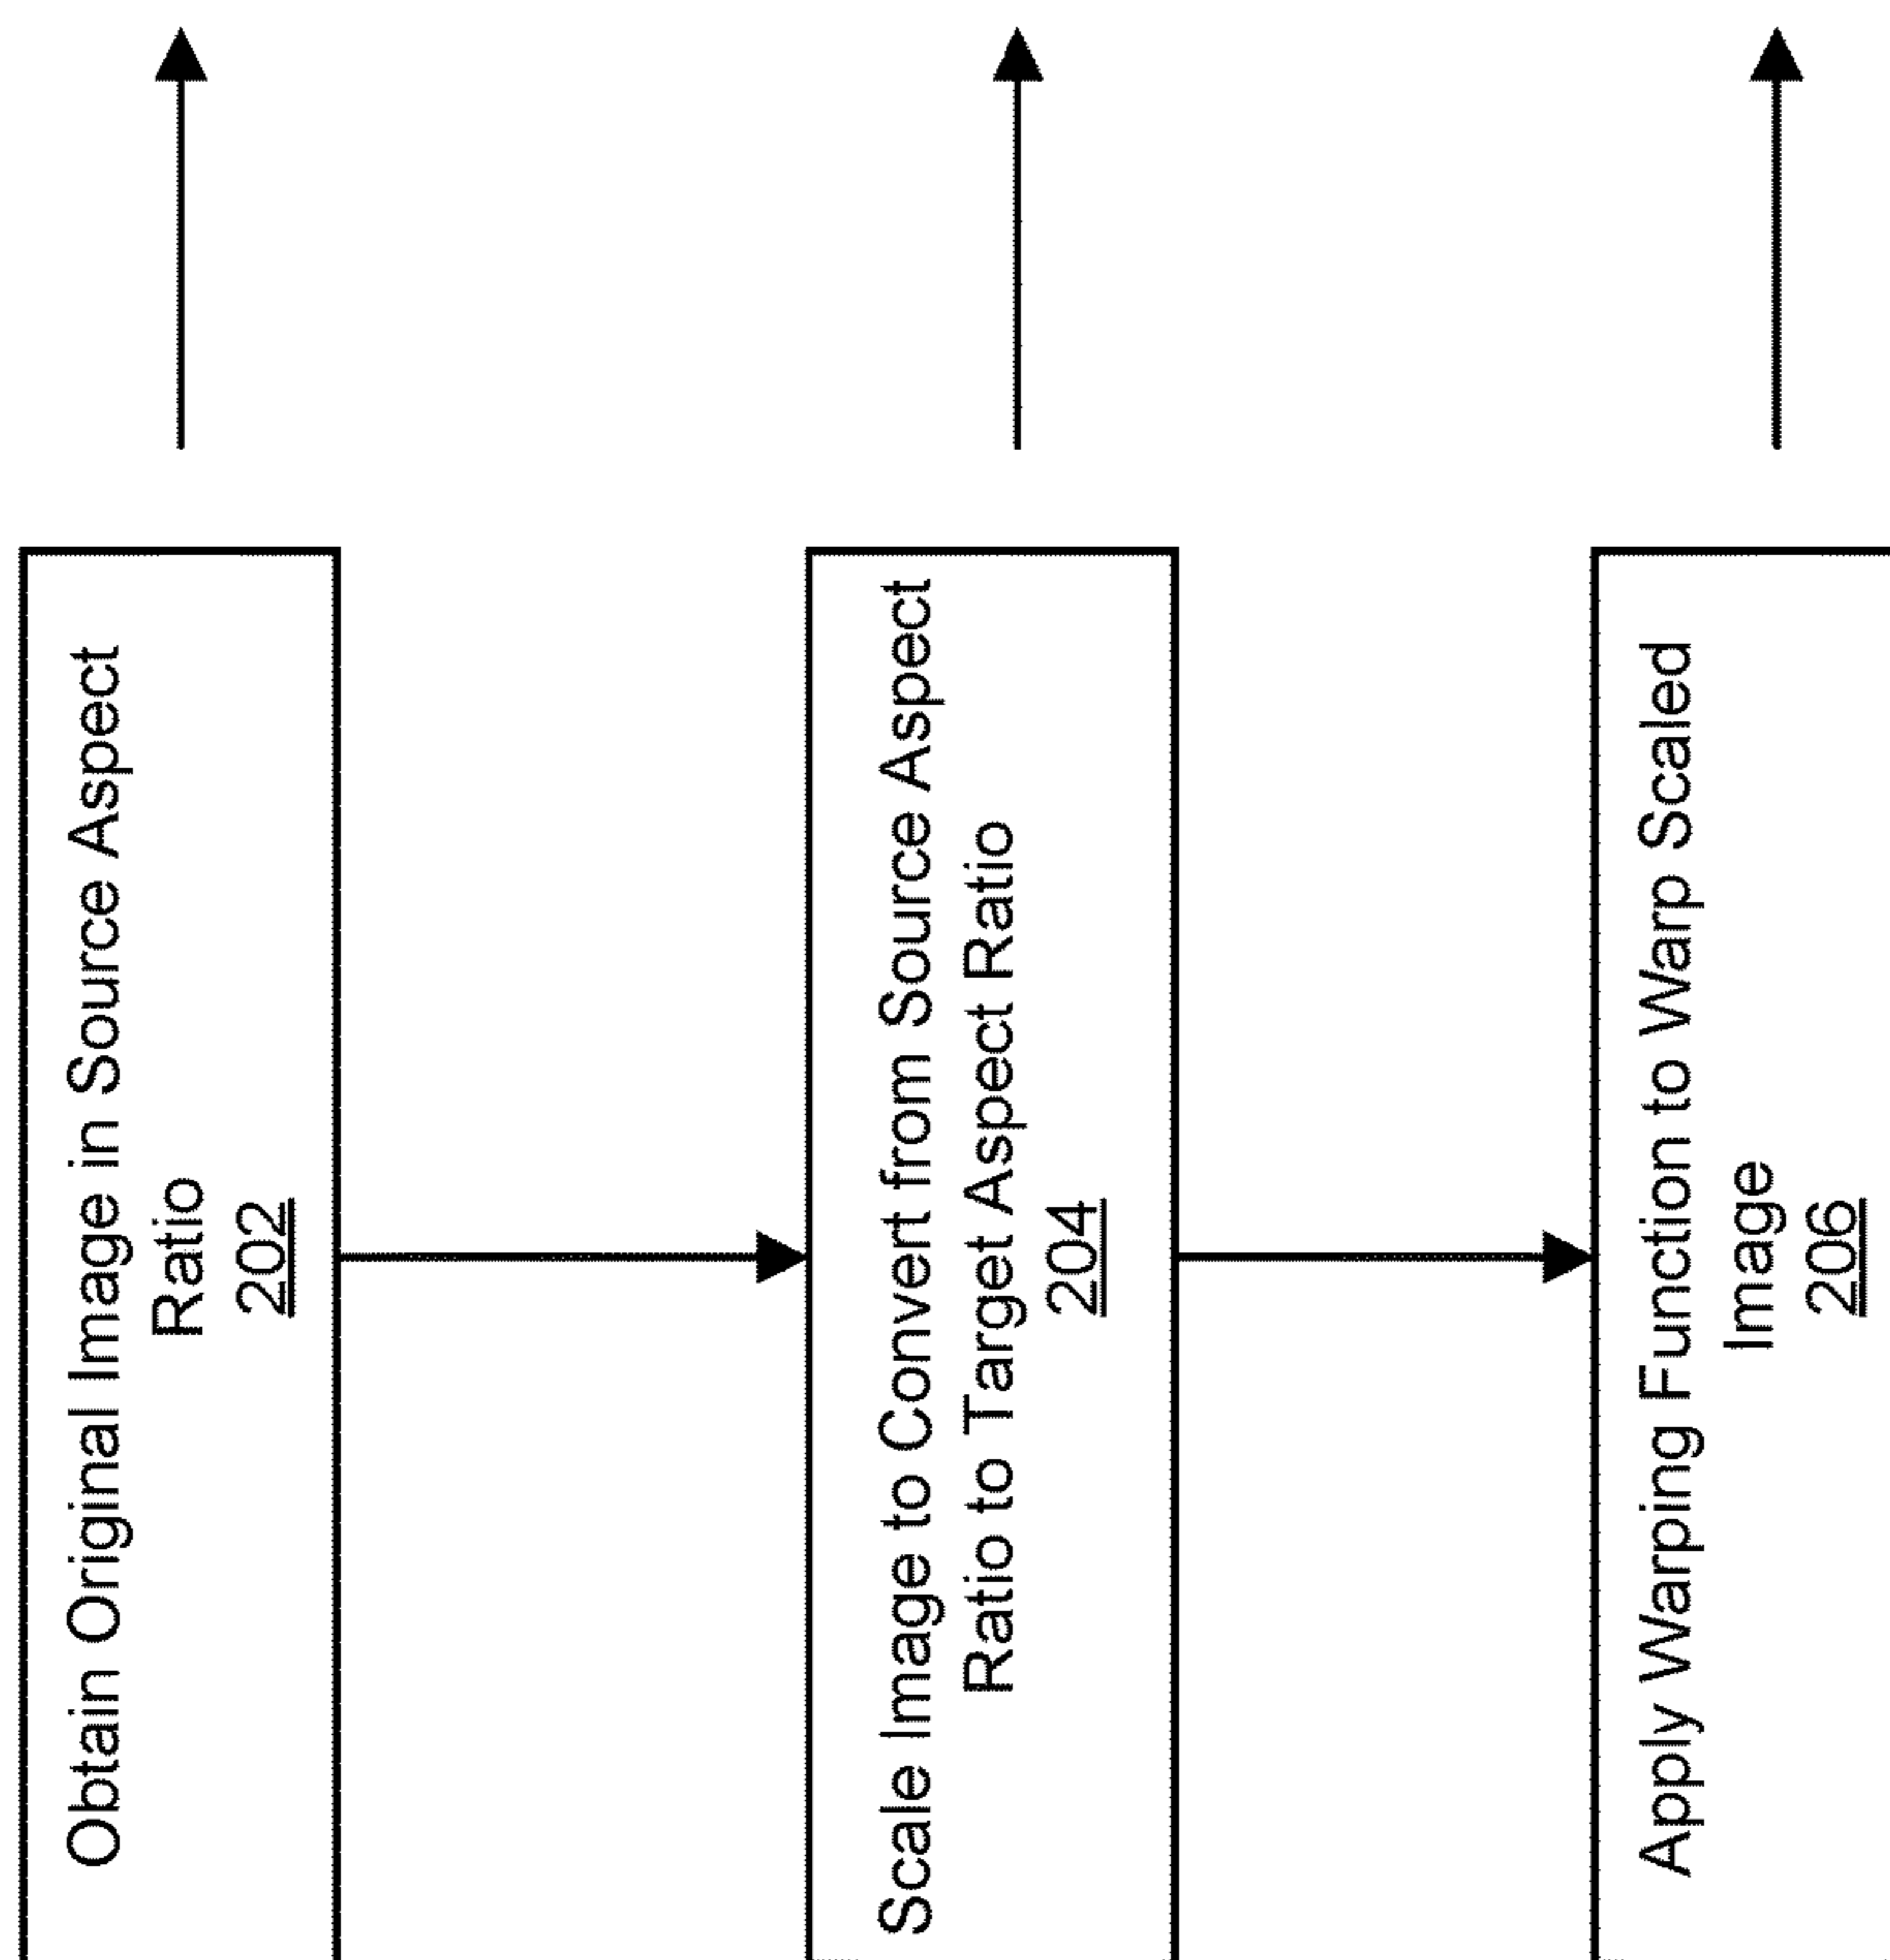 Obtain Original Image in Source Aspect
Ratio
202
Scale Image to Convert from Source Aspect
Ratio to Target Aspect Ratio
204
Apply Warping Function to Warp Scaled
Image
206